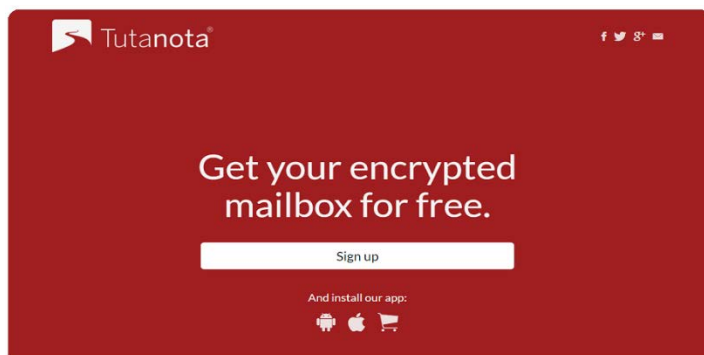 Tutanota®
Get your encrypted
mailbox for free.
Sign up
And install our app: